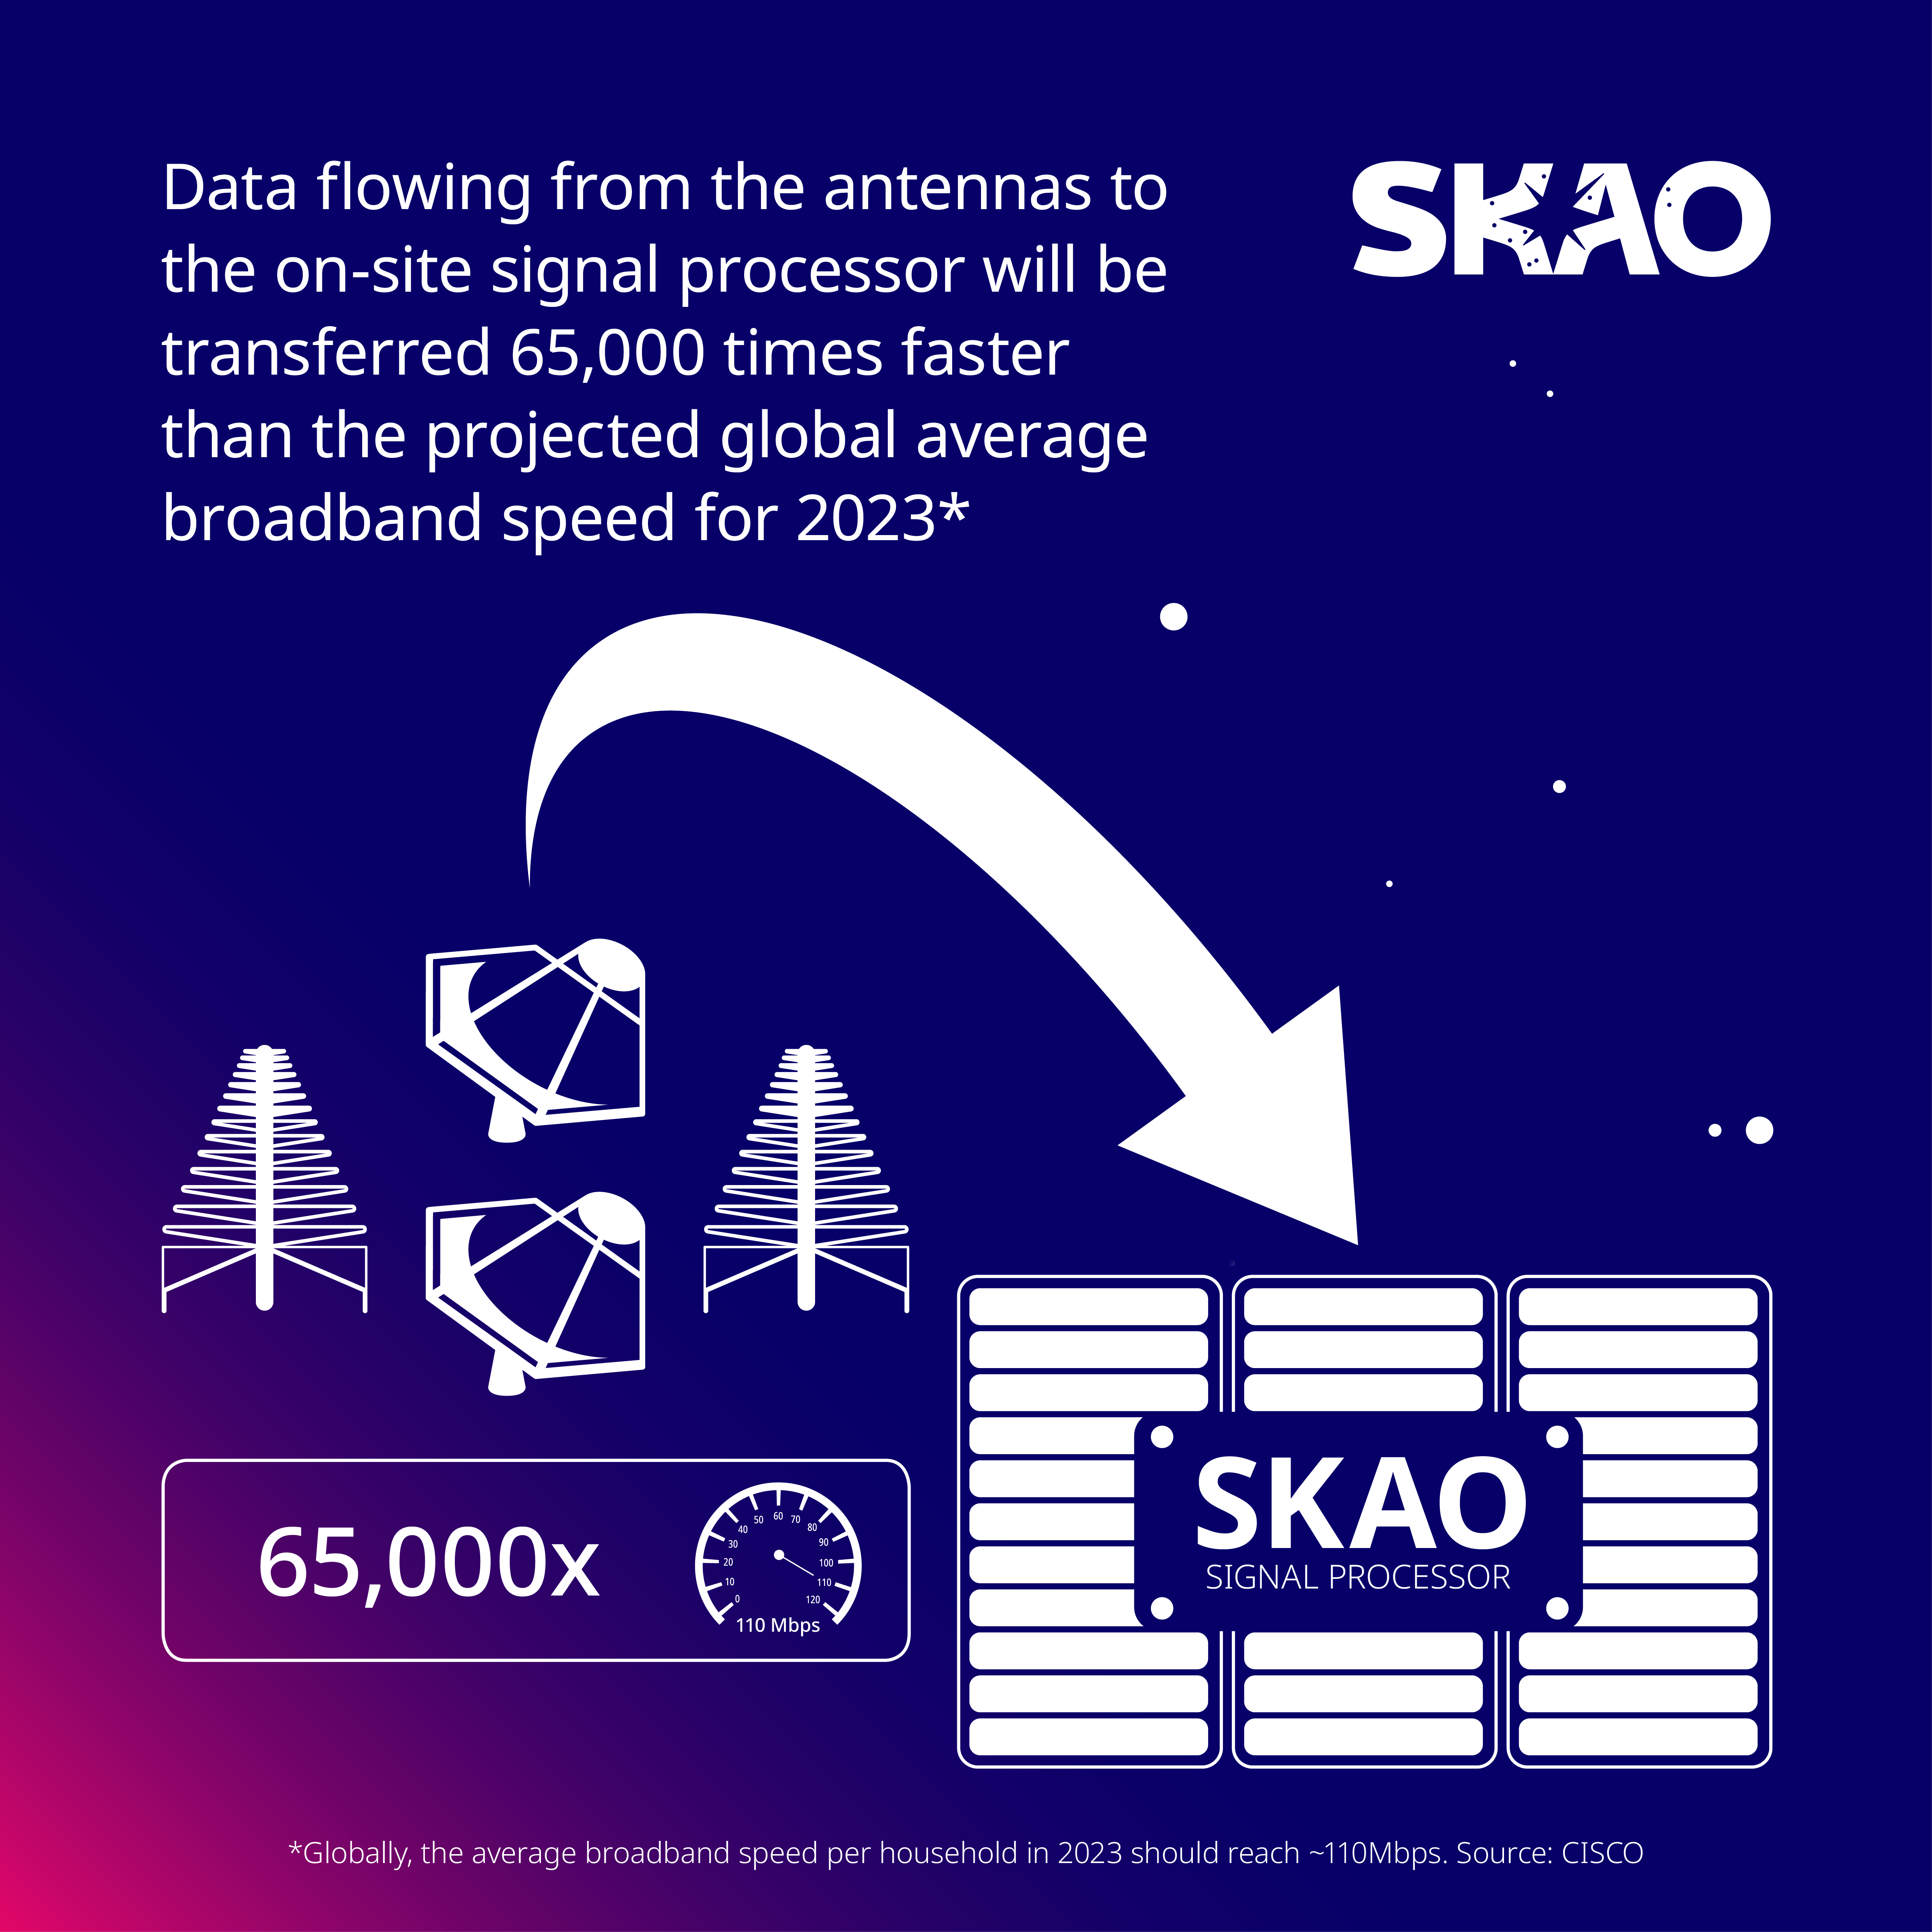 Data flowing from the antennas to
the on-site signal processor will be
transferred 65,000 times faster
than the projected global average
broadband speed for 2023*
SKAO
65,000x
0
10
20
30
40
50
60
70
80
90
100
110
120
110 Mbps
SKAO
SIGNAL PROCESSOR
*Globally, the average broadband speed per household in 2023 should reach ~110Mbps. Source: CISCO